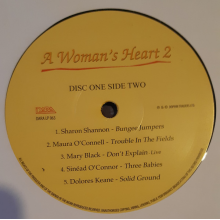 A Woman's Heart 2
DISC ONE SIDE TWO
1. Sharon Shannon - Bungee Jumpers
2. Maura O'Connell - Trouble In The Fields
3. Mary Black - Don't Explain Live
4. Sinéad O'Connor - Three Babies
5. Dolores Keane - Solid Ground